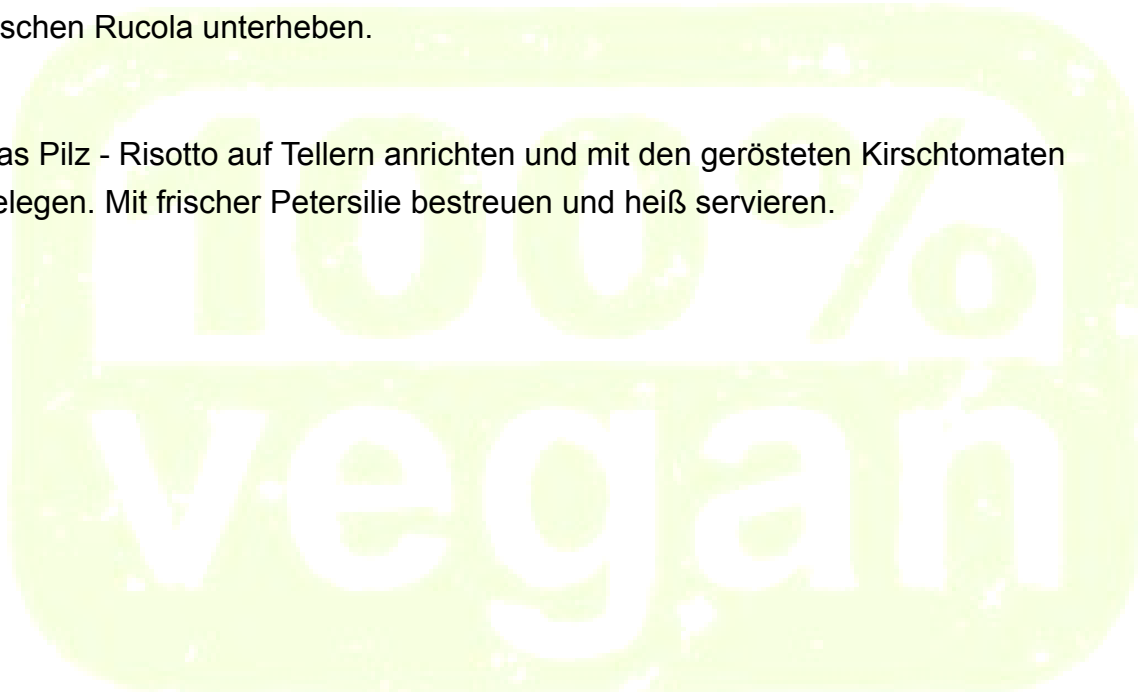 schen Rucola unterheben.
as Pilz - Risotto auf Tellern anrichten und mit den gerösteten Kirschtomaten
elegen. Mit frischer Petersilie bestreuen und heiß servieren.
100%
vegan